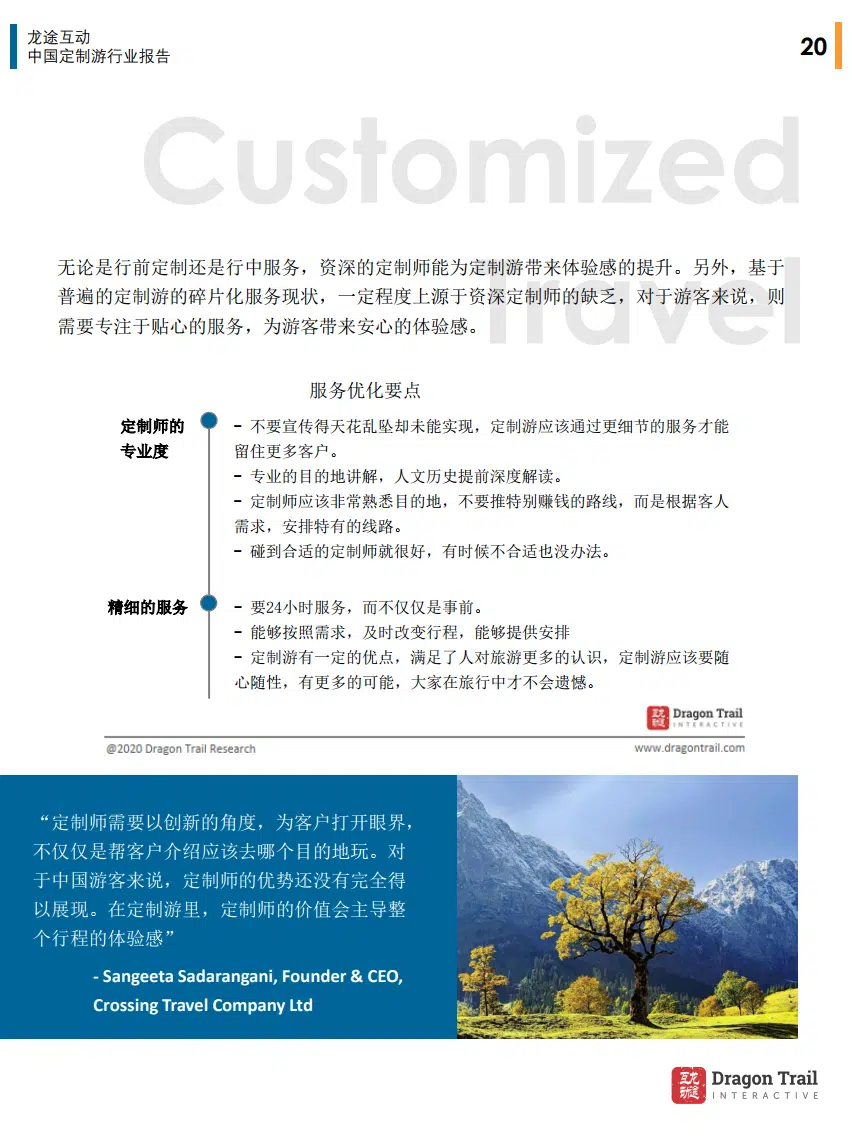 龙途互动
中国定制游行业报告
20
Customized
Travel
无论是行前定制还是行中服务，资深的定制师能为定制游带来体验感的提升。另外，基于
普遍的定制游的碎片化服务现状，一定程度上源于资深定制师的缺乏，对于游客来说，则
需要专注于贴心的服务，为游客带来安心的体验感。
服务优化要点
定制师的
专业度
- 不要宣传得天花乱坠却未能实现，定制游应该通过更细节的服务才能
留住更多客户。
- 专业的目的地讲解，人文历史提前深度解读。
- 定制师应该非常熟悉目的地，不要推特别赚钱的路线，而是根据客人
需求，安排特有的线路。
- 碰到合适的定制师就很好，有时候不合适也没办法。
精细的服务
- 要24小时服务，而不仅仅是事前。
- 能够按照需求，及时改变行程，能够提供安排
- 定制游有一定的优点，满足了人对旅游更多的认识，定制游应该要随
心随性，有更多的可能，大家在旅行中才不会遗憾。
龙途互动
Dragon Trail
INTERACTIVE
@2020 Dragon Trail Research
www.dragontrail.com
“定制师需要以创新的角度，为客户打开眼界，
不仅仅是帮客户介绍应该去哪个目的地玩。对
于中国游客来说，定制师的优势还没有完全得
以展现。在定制游里，定制师的价值会主导整
个行程的体验感”
- Sangeeta Sadarangani, Founder & CEO,
Crossing Travel Company Ltd
龙途互动
Dragon Trail
INTERACTIVE